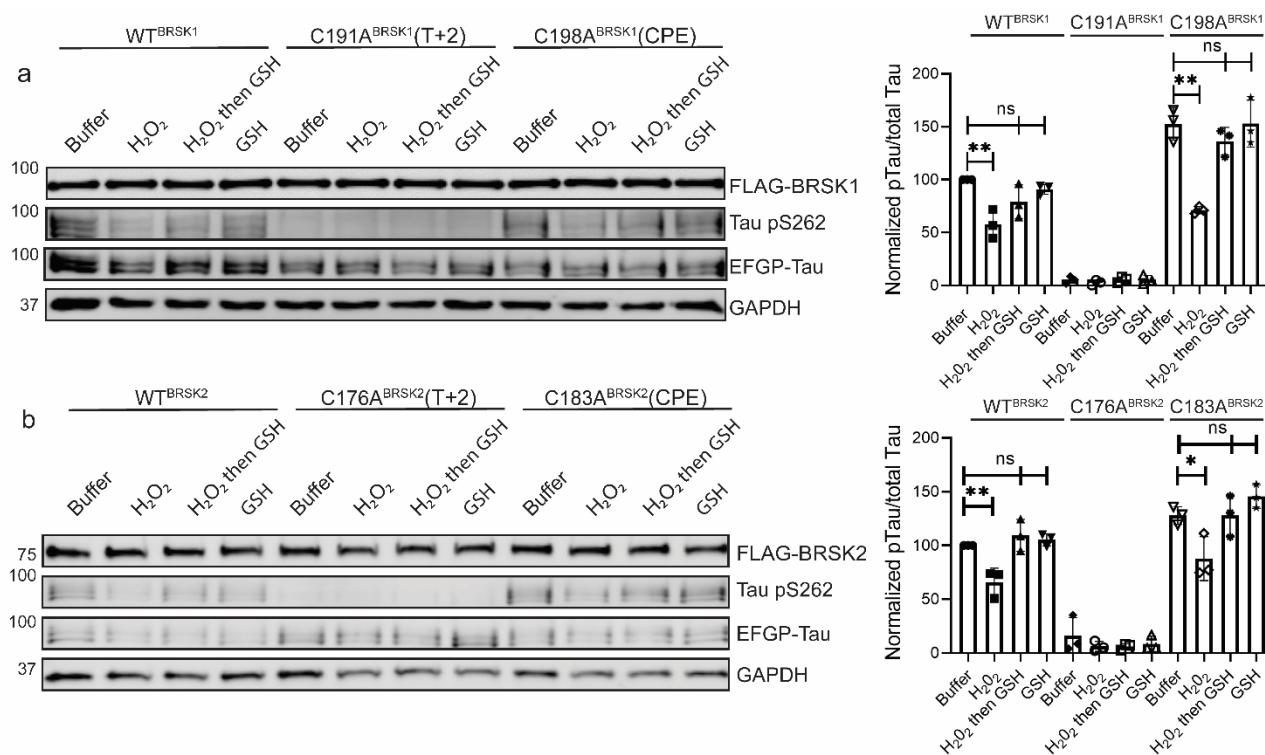 WT^BRSK1 C191A^BRSK1(T+2) C198A^BRSK1(CPE)
a
Buffer H₂O₂ H₂O₂ then GSH GSH Buffer H₂O₂ H₂O₂ then GSH GSH Buffer H₂O₂ H₂O₂ then GSH GSH
100 FLAG-BRSK1
100 Tau pS262
100 EFGP-Tau
37 GAPDH
WT^BRSK1 C191A^BRSK1 C198A^BRSK1
ns
**
ns
**
200
150
100
50
0
Normalized pTau/total Tau
Buffer H₂O₂ H₂O₂ then GSH GSH Buffer H₂O₂ H₂O₂ then GSH GSH Buffer H₂O₂ H₂O₂ then GSH GSH
WT^BRSK2 C176A^BRSK2(T+2) C183A^BRSK2(CPE)
b
Buffer H₂O₂ H₂O₂ then GSH GSH Buffer H₂O₂ H₂O₂ then GSH GSH Buffer H₂O₂ H₂O₂ then GSH GSH
75 FLAG-BRSK2
100 Tau pS262
100 EFGP-Tau
37 GAPDH
WT^BRSK2 C176A^BRSK2 C183A^BRSK2
ns
*
ns
**
200
150
100
50
0
Normalized pTau/total Tau
Buffer H₂O₂ H₂O₂ then GSH GSH Buffer H₂O₂ H₂O₂ then GSH GSH Buffer H₂O₂ H₂O₂ then GSH GSH